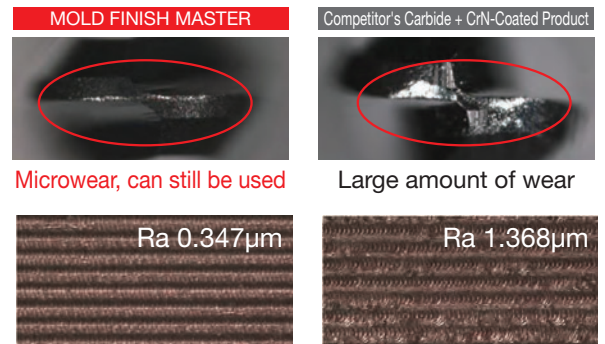 MOLD FINISH MASTER
Competitor's Carbide + CrN-Coated Product
Microwear, can still be used
Large amount of wear
Ra 0.347µm
Ra 1.368µm